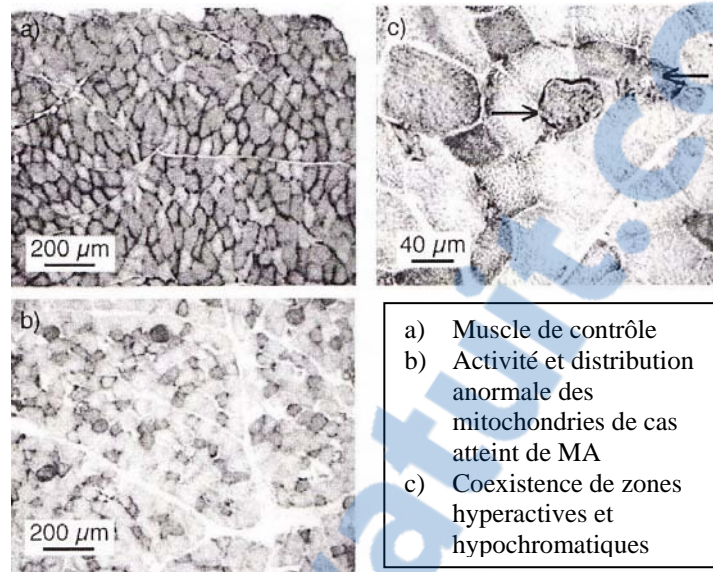 a)
200 µm
c)
40 µm
b)
200 µm
a) Muscle de contrôle
b) Activité et distribution
anormale des
mitochondries de cas
atteint de MA
c) Coexistence de zones
hyperactives et
hypochromatiques